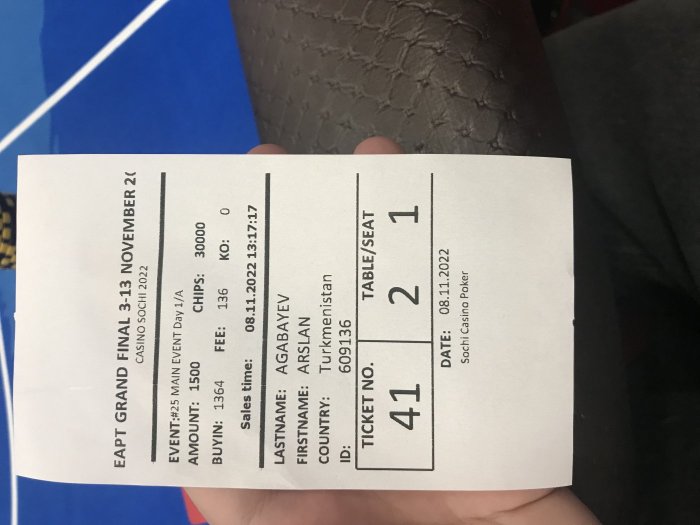 EAPT GRAND FINAL 3-13 NOVEMBER 2(
CASINO SOCHI 2022
EVENT:#25 MAIN EVENT Day 1/A
AMOUNT: 1500 CHIPS: 30000
BUYIN: 1364 FEE: 136 KO: 0
Sales time: 08.11.2022 13:17:17
LASTNAME: AGABAYEV
FIRSTNAME: ARSLAN
COUNTRY: Turkmenistan
ID: 609136
TICKET NO. TABLE/SEAT
41 2 1
DATE: 08.11.2022
Sochi Casino Poker